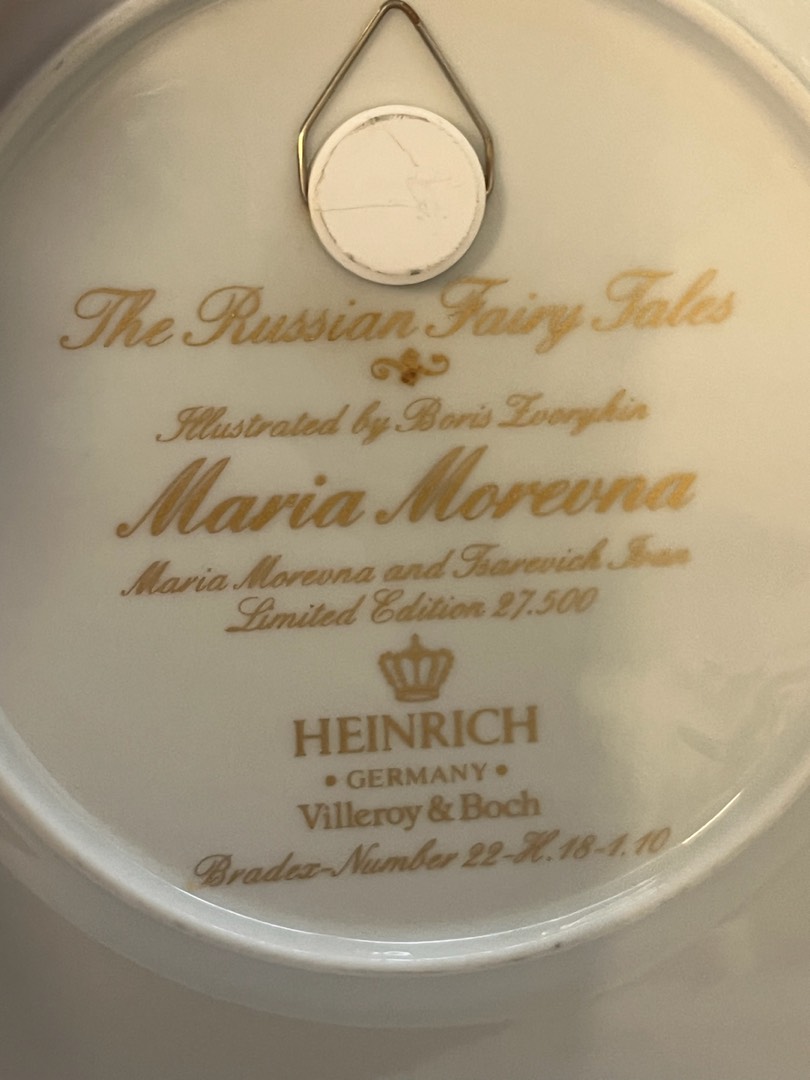 The Russian Fairy Tales
Illustrated by Boris Zvorykin
Maria Morevna
Maria Morevna and Tsarevich Ivan
Limited Edition 27.500
HEINRICH
• GERMANY •
Villeroy & Boch
Bradex-Number 22-H.18-1.10